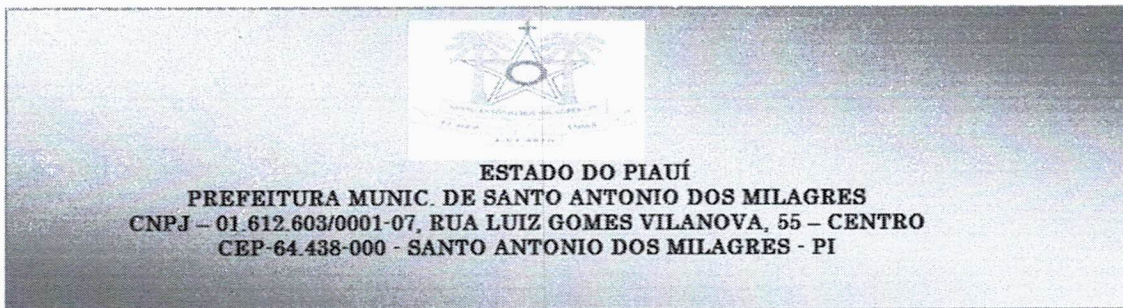 ESTADO DO PIAUÍ
PREFEITURA MUNIC. DE SANTO ANTONIO DOS MILAGRES
CNPJ – 01.612.603/0001-07, RUA LUIZ GOMES VILANOVA, 55 – CENTRO
CEP-64.438-000 - SANTO ANTONIO DOS MILAGRES - PI